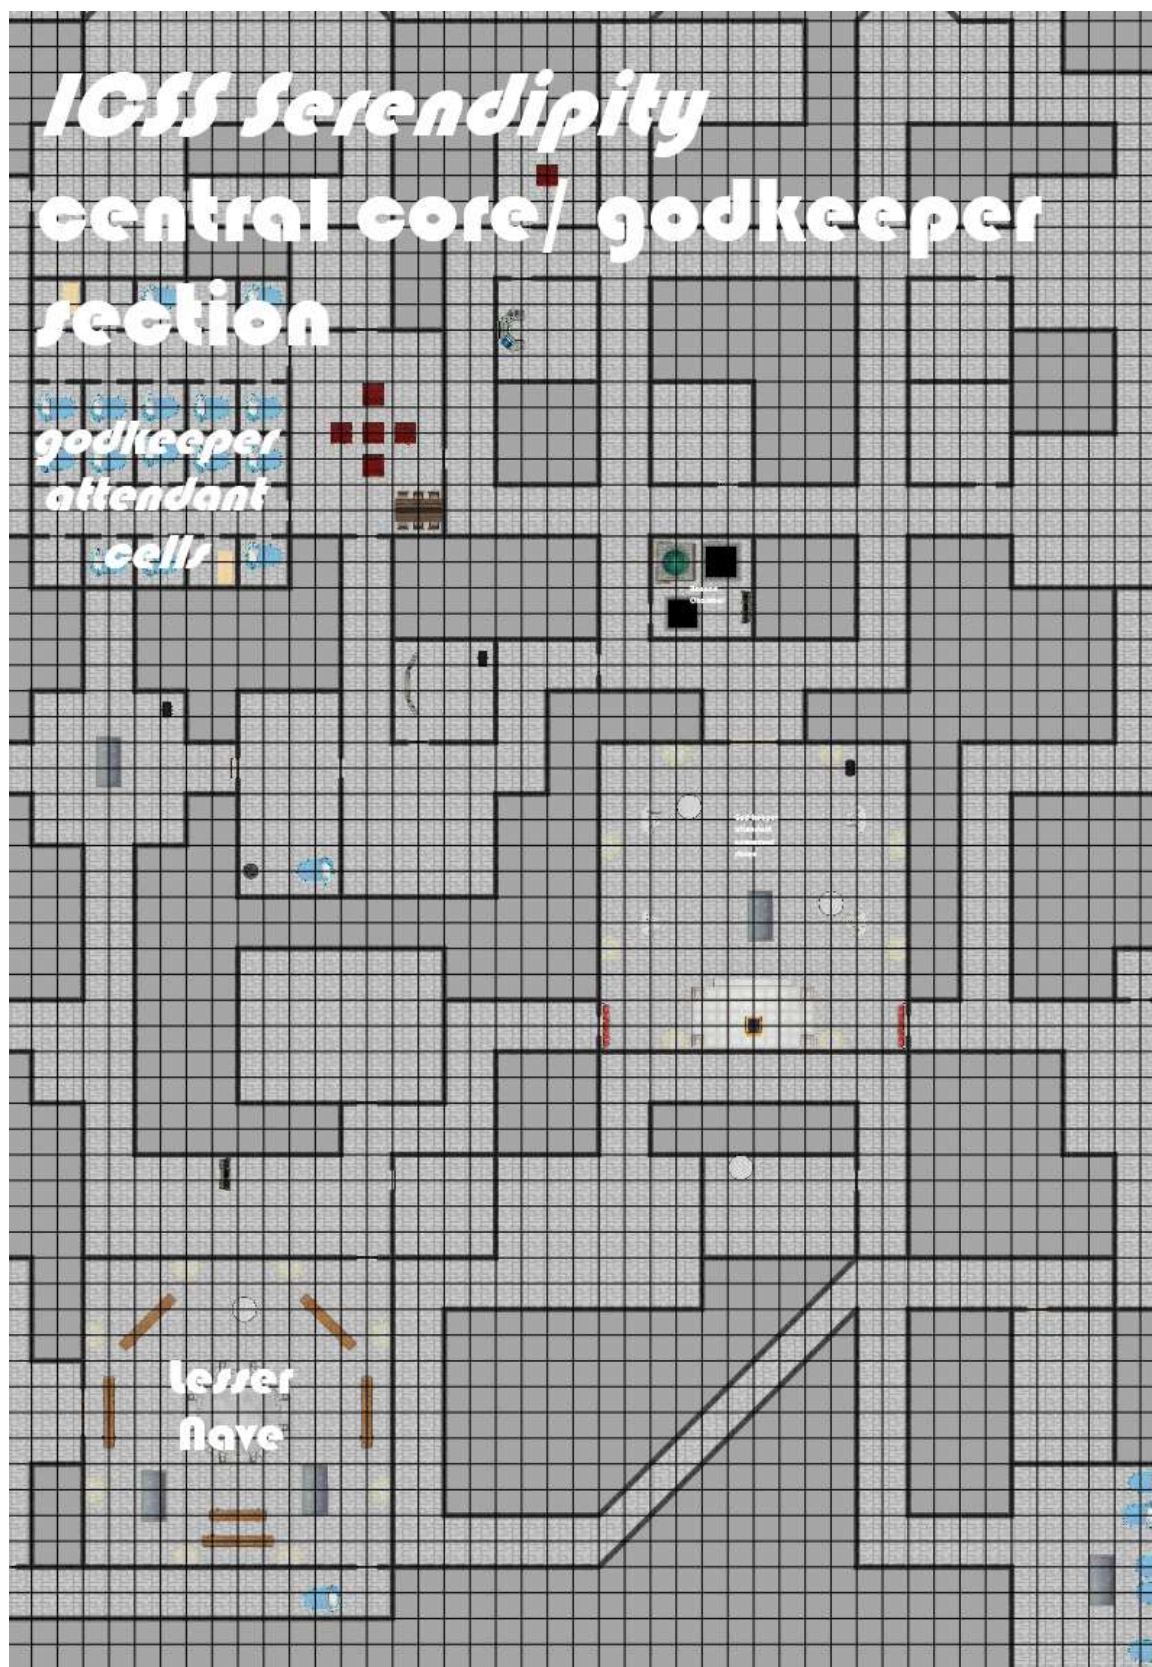 ICSS Serendipity
central core/ godkeeper
section
godkeeper
attendant
cells
Lesser
Nave